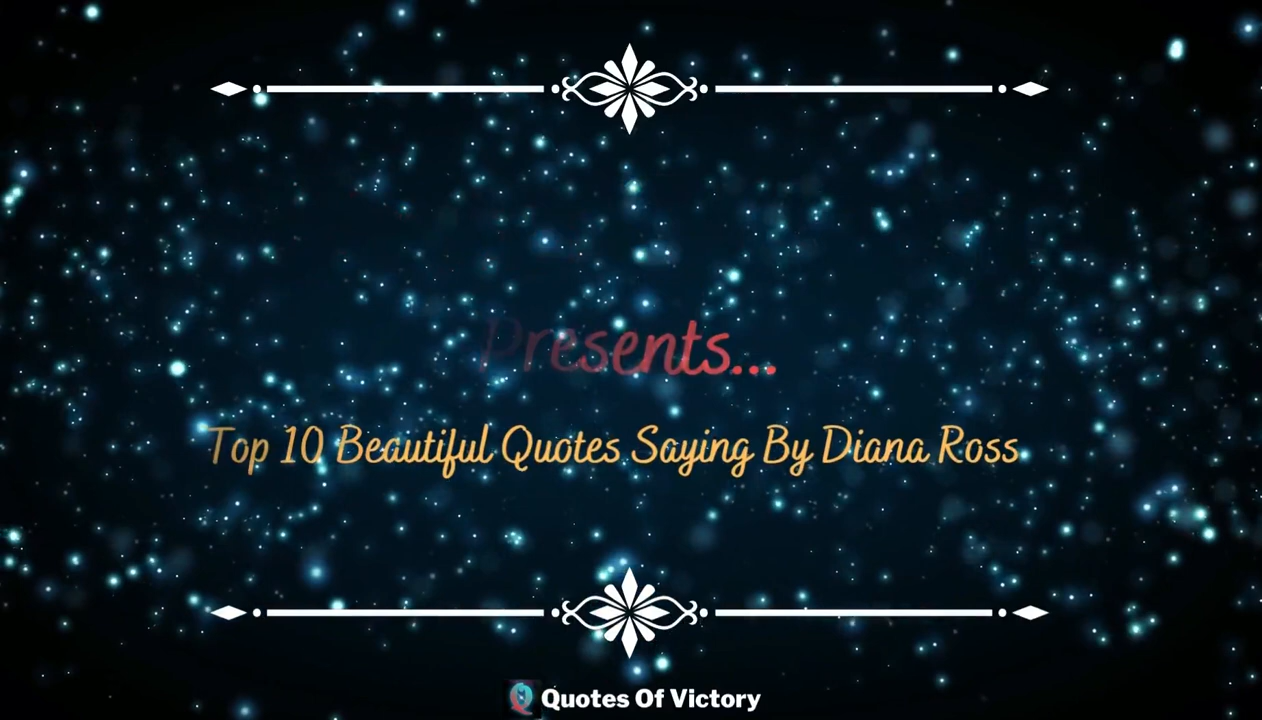 Presents...
Top 10 Beautiful Quotes Saying By Diana Ross
Quotes Of Victory